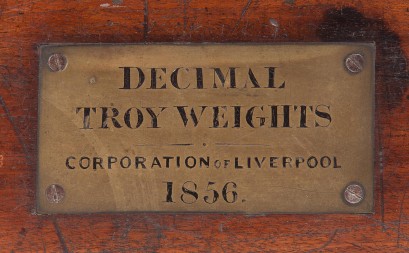 DECIMAL
TROY WEIGHTS
CORPORATION OF LIVERPOOL
1856.